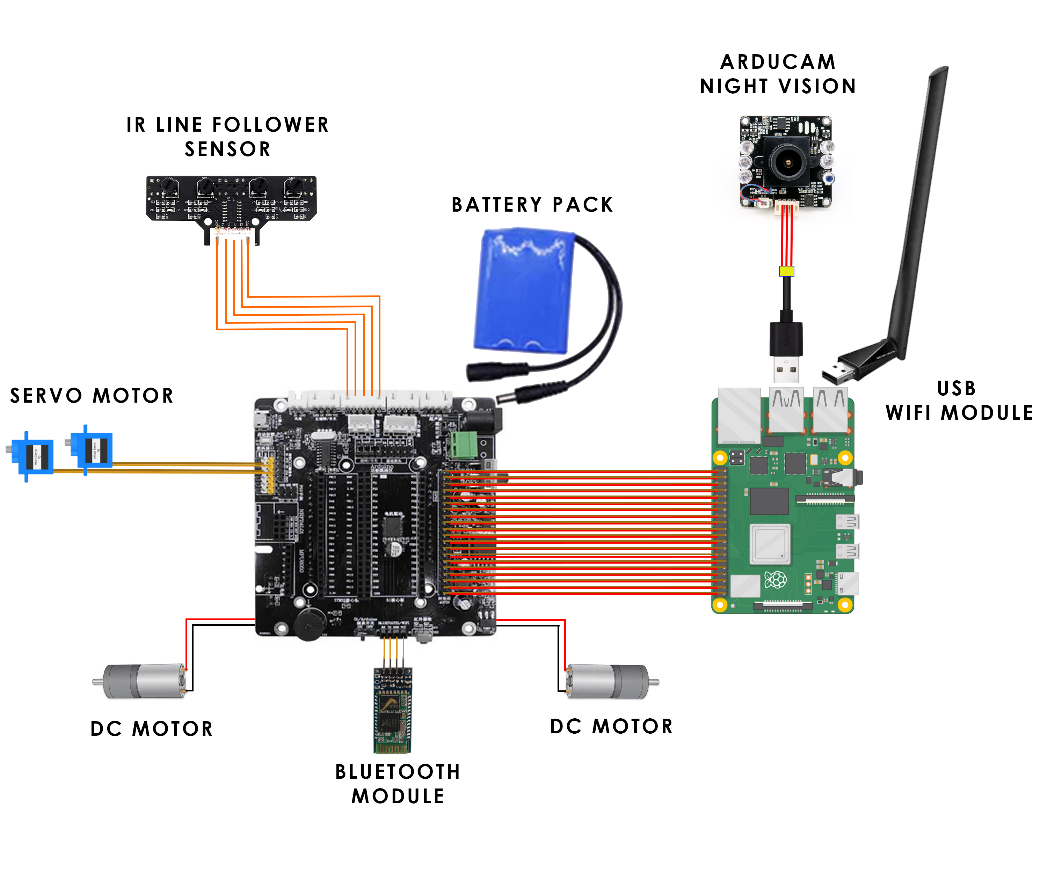 ARDUCAM
NIGHT VISION
IR LINE FOLLOWER
SENSOR
BATTERY PACK
SERVO MOTOR
USB
WIFI MODULE
DC MOTOR
DC MOTOR
BLUETOOTH
MODULE